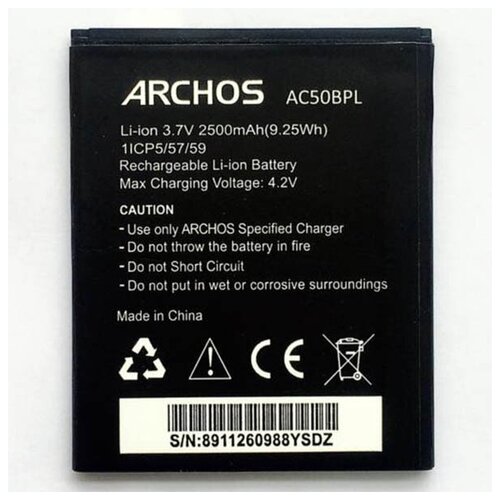 ARCHOS AC50BPL
Li-ion 3.7V 2500mAh(9.25Wh)
1ICP5/57/59
Rechargeable Li-ion Battery
Max Charging Voltage: 4.2V
CAUTION
- Use only ARCHOS Specified Charger
- Do not throw the battery in fire
- Do not Short Circuit
- Do not put in wet or corrosive surroundings
Made in China
CE
S/N:8911260988YSDZ